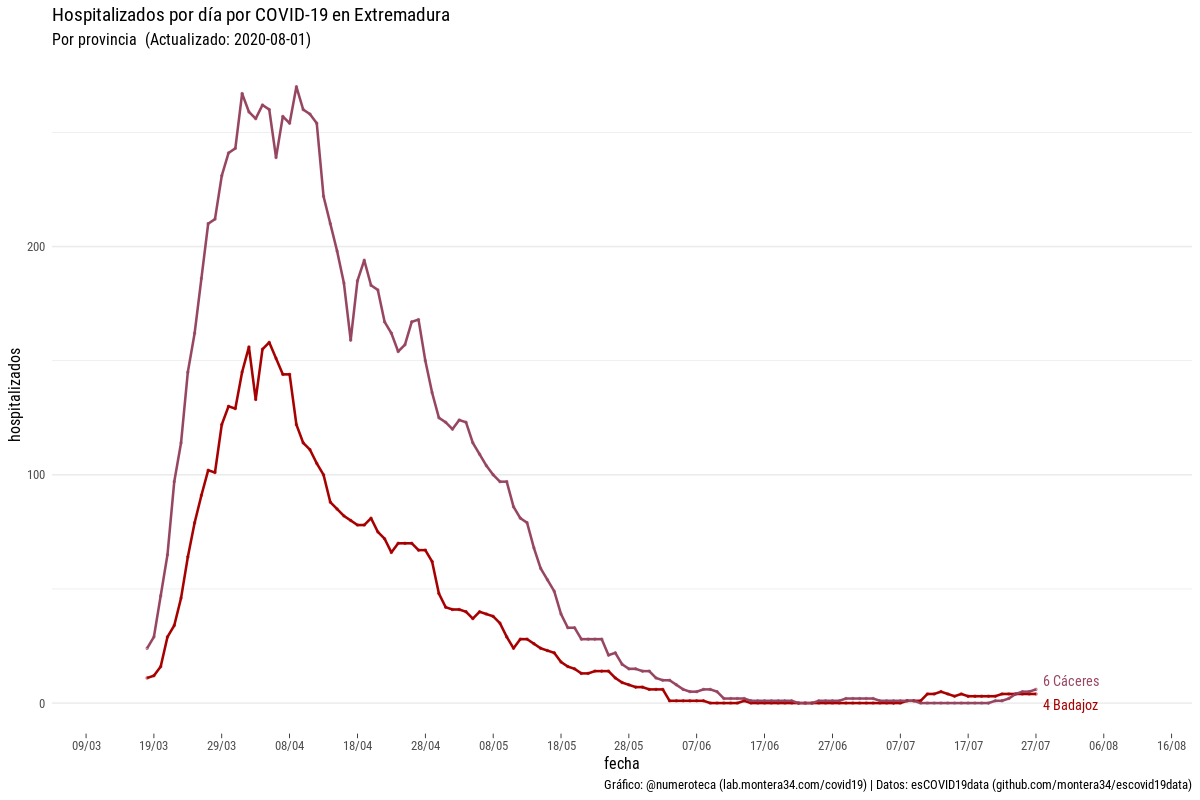 Hospitalizados por día por COVID-19 en Extremadura
Por provincia (Actualizado: 2020-08-01)
hospitalizados
200
100
0
6 Cáceres
4 Badajoz
09/03 19/03 29/03 08/04 18/04 28/04 08/05 18/05 28/05 07/06 17/06 27/06 07/07 17/07 27/07 06/08 16/08
fecha
Gráfico: @numeroteca (lab.montera34.com/covid19) | Datos: esCOVID19data (github.com/montera34/escovid19data)